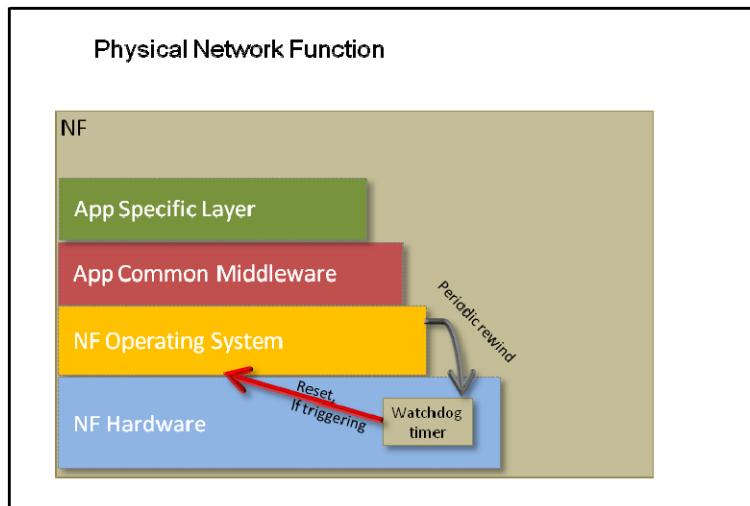 Physical Network Function
NF
App Specific Layer
App Common Middleware
Periodic rewind
NF Operating System
Reset,
If triggering
NF Hardware
Watchdog
timer